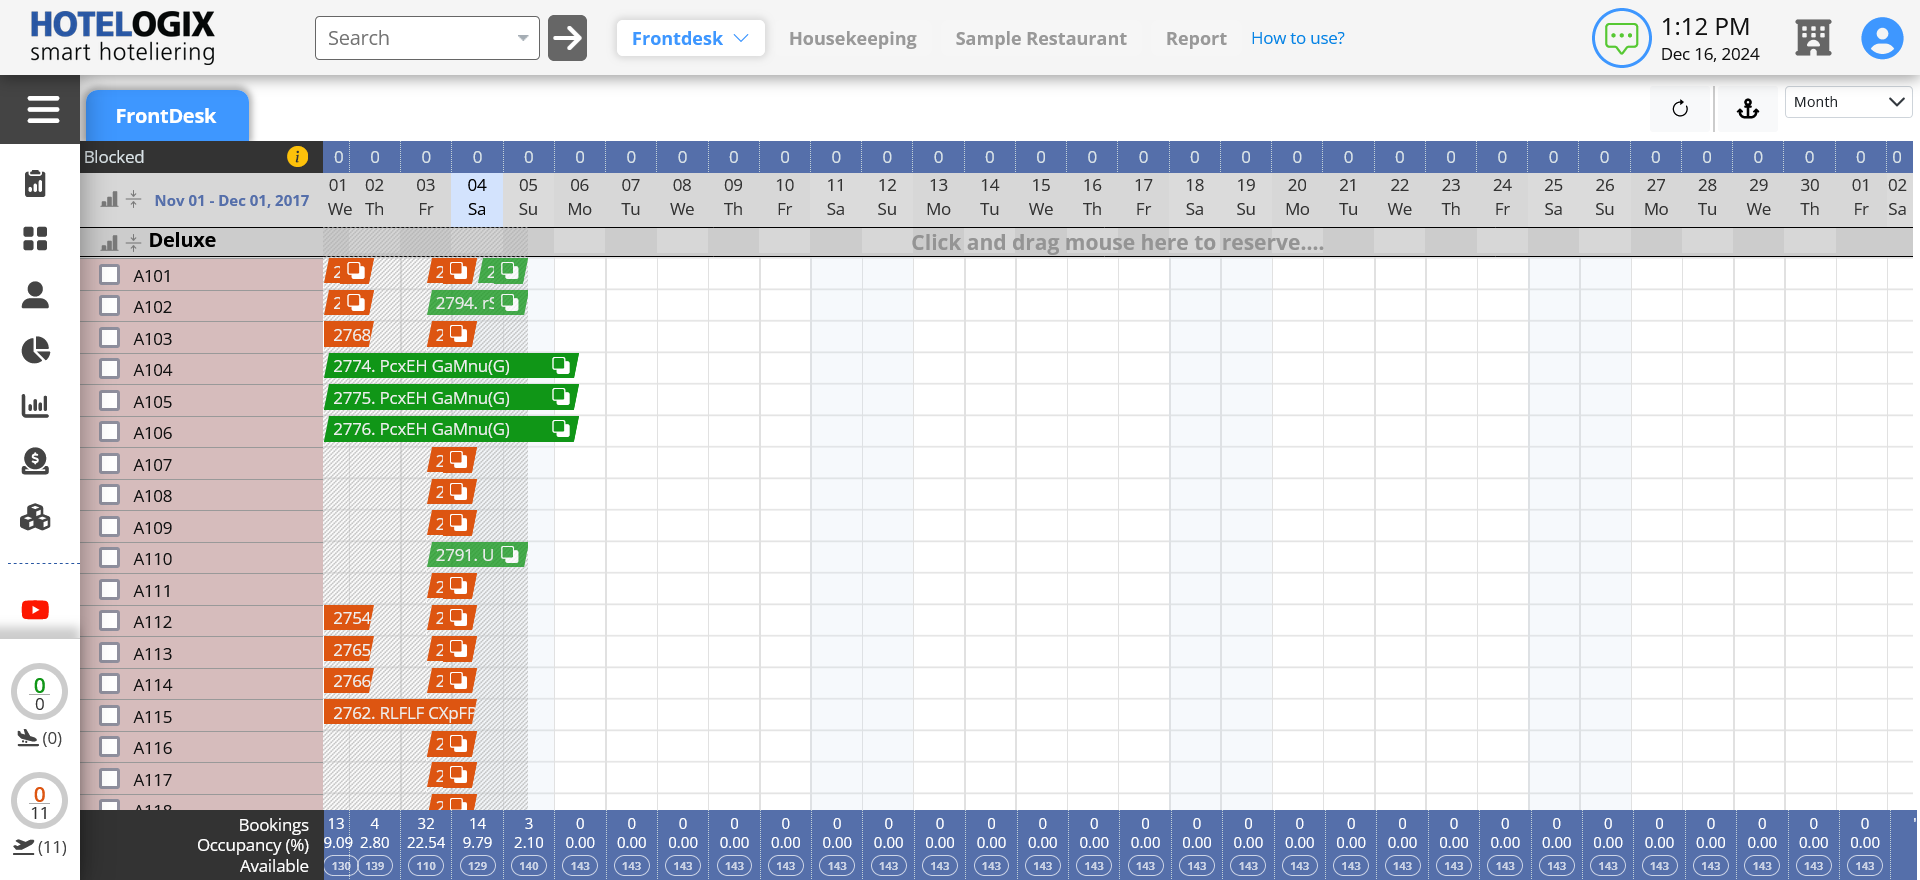 HOTELOGIX
smart hoteliering
Search
Frontdesk
Housekeeping
Sample Restaurant
Report
How to use?
1:12 PM
Dec 16, 2024
FrontDesk
Month
Blocked
0 0 0 0 0 0 0 0 0 0 0 0 0 0 0 0 0 0 0 0 0 0 0 0 0 0 0 0 0 0 0 0
Nov 01 - Dec 01, 2017
01 02 03 04 05 06 07 08 09 10 11 12 13 14 15 16 17 18 19 20 21 22 23 24 25 26 27 28 29 30 01 02
We Th Fr Sa Su Mo Tu We Th Fr Sa Su Mo Tu We Th Fr Sa Su Mo Tu We Th Fr Sa Su Mo Tu We Th Fr Sa
Deluxe
Click and drag mouse here to reserve....
A101 2 2 2
A102 2 2794. rS
A103 2768 2
A104 2774. PcxEH GaMnu(G)
A105 2775. PcxEH GaMnu(G)
A106 2776. PcxEH GaMnu(G)
A107 2
A108 2
A109 2
A110 2791. U
A111 2
A112 2754 2
A113 2765 2
A114 2766 2
A115 2762. RLFLF CXpFF
A116 2
A117 2
A118 2
0
0
(0)
0
11
(11)
Bookings 13 4 32 14 3 0 0 0 0 0 0 0 0 0 0 0 0 0 0 0 0 0 0 0 0 0 0 0 0 0 0
Occupancy (%) 9.09 2.80 22.54 9.79 2.10 0.00 0.00 0.00 0.00 0.00 0.00 0.00 0.00 0.00 0.00 0.00 0.00 0.00 0.00 0.00 0.00 0.00 0.00 0.00 0.00 0.00 0.00 0.00 0.00 0.00 0.00
Available 130 139 110 129 140 143 143 143 143 143 143 143 143 143 143 143 143 143 143 143 143 143 143 143 143 143 143 143 143 143 143